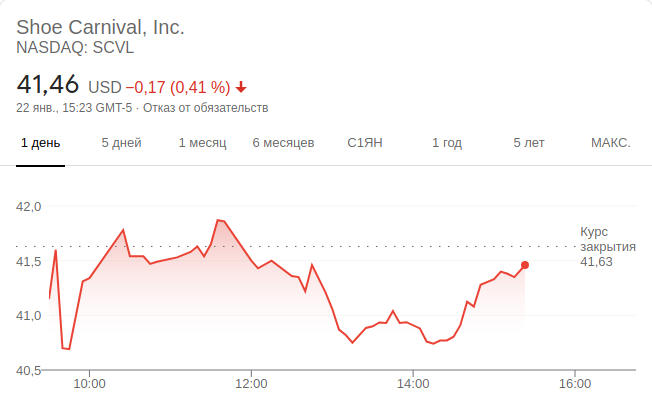 Shoe Carnival, Inc.
NASDAQ: SCVL
41,46 USD −0,17 (0,41 %)
22 янв., 15:23 GMT-5 · Отказ от обязательств
1 день 5 дней 1 месяц 6 месяцев С1ЯН 1 год 5 лет МАКС.
42,0
Курс
закрытия
41,63
41,5
41,0
40,5
10:00 12:00 14:00 16:00